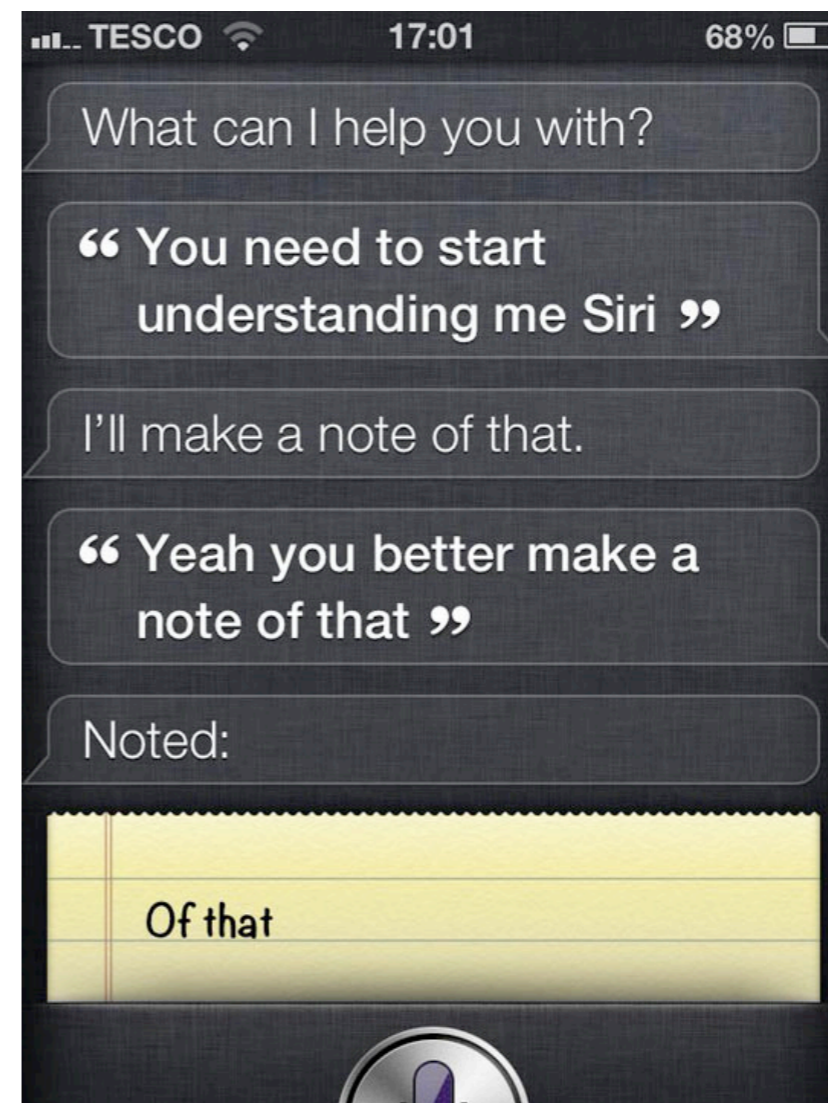 TESCO 17:01 68%
What can I help you with?
“ You need to start
understanding me Siri ”
I’ll make a note of that.
“ Yeah you better make a
note of that ”
Noted:
Of that